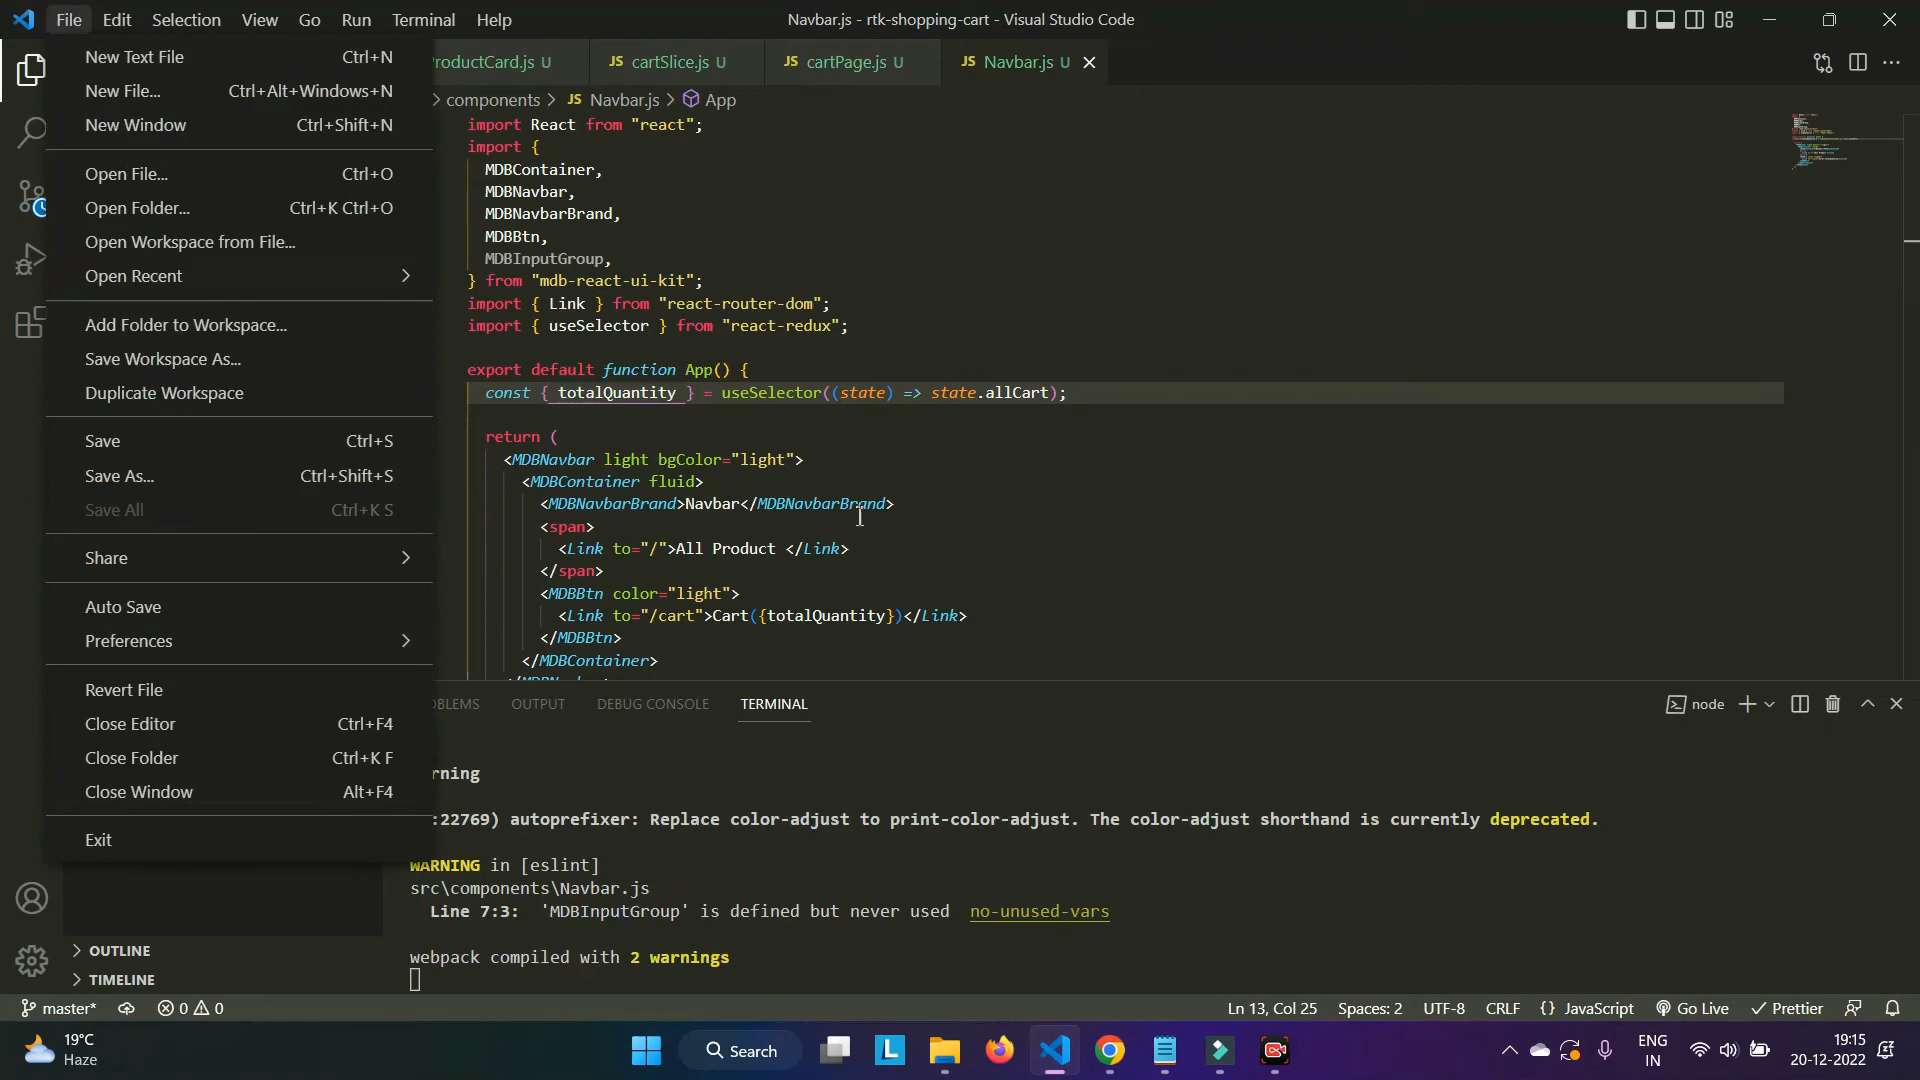 File Edit Selection View Go Run Terminal Help
Navbar.js - rtk-shopping-cart - Visual Studio Code
New Text File Ctrl+N
New File... Ctrl+Alt+Windows+N
New Window Ctrl+Shift+N
Open File... Ctrl+O
Open Folder... Ctrl+K Ctrl+O
Open Workspace from File...
Open Recent
Add Folder to Workspace...
Save Workspace As...
Duplicate Workspace
Save Ctrl+S
Save As... Ctrl+Shift+S
Save All Ctrl+K S
Share
Auto Save
Preferences
Revert File
Close Editor Ctrl+F4
Close Folder Ctrl+K F
Close Window Alt+F4
Exit
OUTLINE
TIMELINE
roductCard.js U JS cartSlice.js U JS cartPage.js U JS Navbar.js U
components > JS Navbar.js > App
import React from "react";
import {
MDBContainer,
MDBNavbar,
MDBNavbarBrand,
MDBBtn,
MDBInputGroup,
} from "mdb-react-ui-kit";
import { Link } from "react-router-dom";
import { useSelector } from "react-redux";
export default function App() {
const { totalQuantity } = useSelector((state) => state.allCart);
return (
<MDBNavbar light bgColor="light">
<MDBContainer fluid>
<MDBNavbarBrand>Navbar</MDBNavbarBrand>
<span>
<Link to="/">All Product </Link>
</span>
<MDBBtn color="light">
<Link to="/cart">Cart({totalQuantity})</Link>
</MDBBtn>
</MDBContainer>
BLEMS OUTPUT DEBUG CONSOLE TERMINAL
node
rning
:22769) autoprefixer: Replace color-adjust to print-color-adjust. The color-adjust shorthand is currently deprecated.
WARNING in [eslint]
src\components\Navbar.js
Line 7:3: 'MDBInputGroup' is defined but never used no-unused-vars
webpack compiled with 2 warnings
master* 0 0
Ln 13, Col 25 Spaces: 2 UTF-8 CRLF {} JavaScript Go Live Prettier
19°C
Haze
Search
L
ENG
IN
19:15
20-12-2022